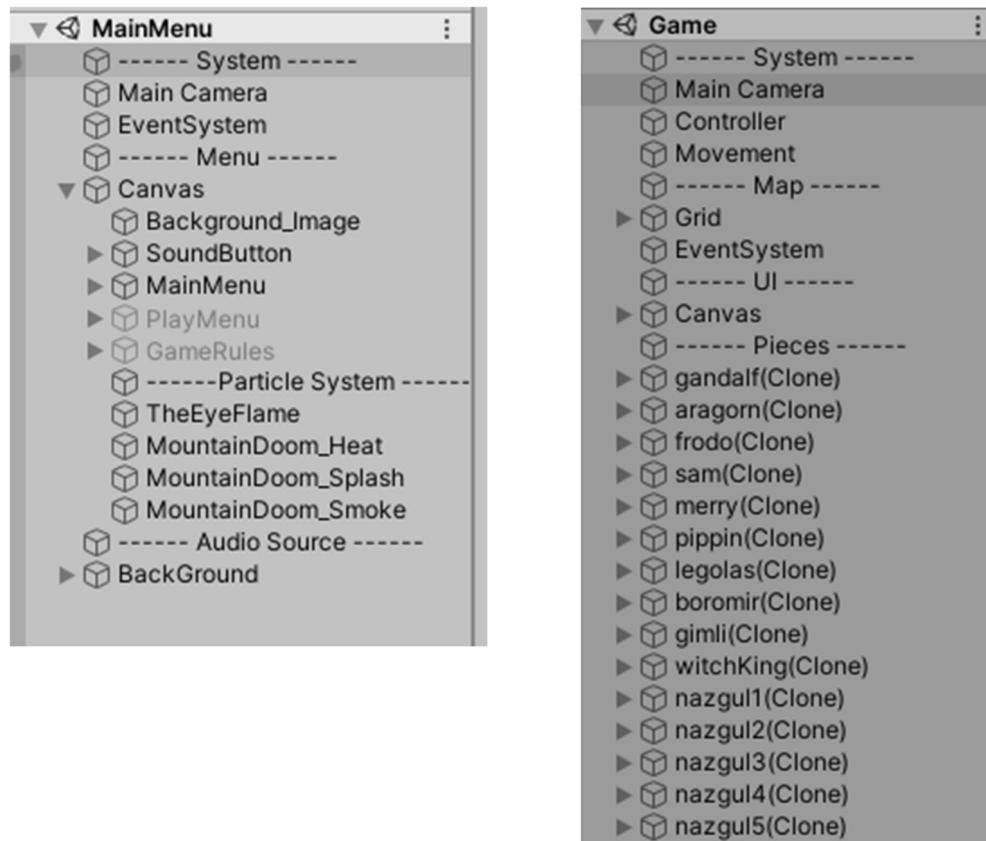 MainMenu
------ System ------
Main Camera
EventSystem
------ Menu ------
Canvas
Background_Image
SoundButton
MainMenu
PlayMenu
GameRules
------Particle System ------
TheEyeFlame
MountainDoom_Heat
MountainDoom_Splash
MountainDoom_Smoke
------ Audio Source ------
BackGround
Game
------ System ------
Main Camera
Controller
Movement
------ Map ------
Grid
EventSystem
------ UI ------
Canvas
------ Pieces ------
gandalf(Clone)
aragorn(Clone)
frodo(Clone)
sam(Clone)
merry(Clone)
pippin(Clone)
legolas(Clone)
boromir(Clone)
gimli(Clone)
witchKing(Clone)
nazgul1(Clone)
nazgul2(Clone)
nazgul3(Clone)
nazgul4(Clone)
nazgul5(Clone)